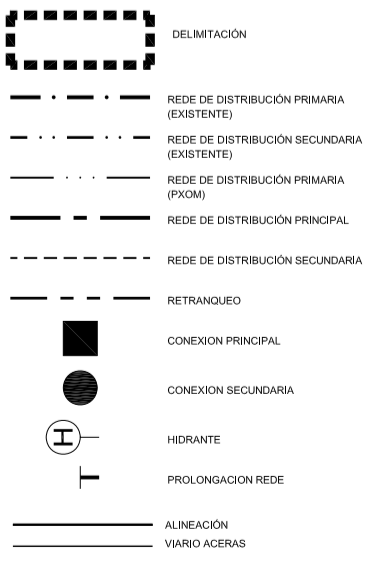 DELIMITACIÓN
REDE DE DISTRIBUCIÓN PRIMARIA
(EXISTENTE)
REDE DE DISTRIBUCIÓN SECUNDARIA
(EXISTENTE)
REDE DE DISTRIBUCIÓN PRIMARIA
(PXOM)
REDE DE DISTRIBUCIÓN PRINCIPAL
REDE DE DISTRIBUCIÓN SECUNDARIA
RETRANQUEO
CONEXION PRINCIPAL
CONEXION SECUNDARIA
H HIDRANTE
PROLONGACION REDE
ALINEACIÓN
VIARIO ACERAS